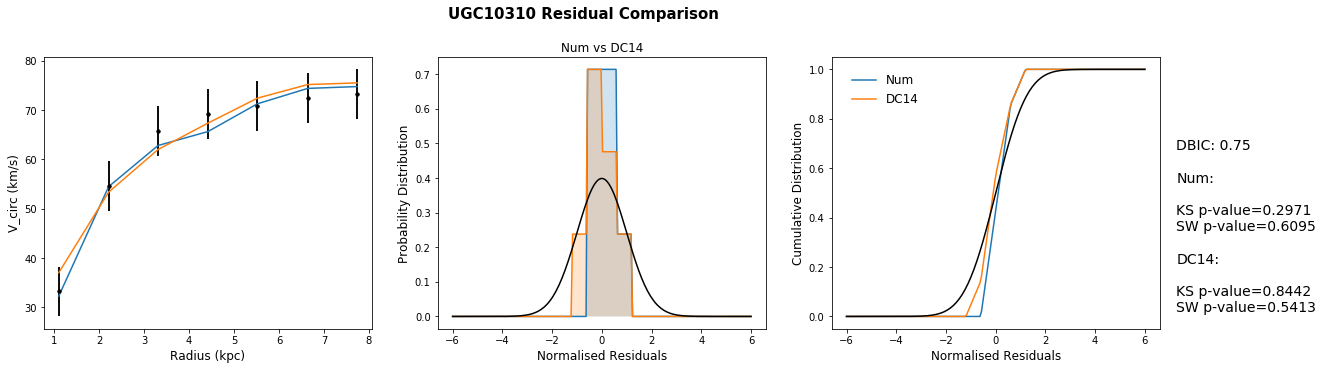 UGC10310 Residual Comparison
V_circ (km/s)
80
70
60
50
40
30
1 2 3 4 5 6 7 8
Radius (kpc)
Num vs DC14
Probability Distribution
0.7
0.6
0.5
0.4
0.3
0.2
0.1
0.0
−6 −4 −2 0 2 4 6
Normalised Residuals
Cumulative Distribution
1.0
0.8
0.6
0.4
0.2
0.0
Num
DC14
−6 −4 −2 0 2 4 6
Normalised Residuals
DBIC: 0.75
Num:
KS p-value=0.2971
SW p-value=0.6095
DC14:
KS p-value=0.8442
SW p-value=0.5413